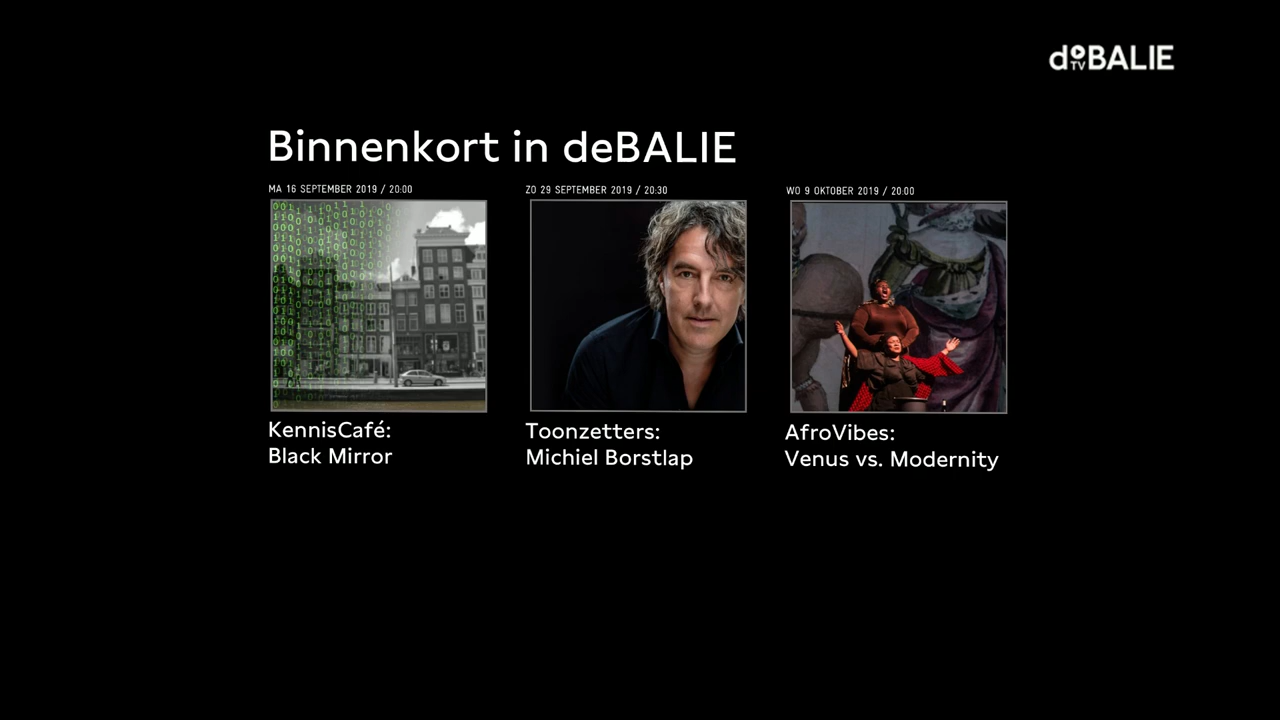 deTVBALIE
Binnenkort in deBALIE
MA 16 SEPTEMBER 2019 / 20:00
ZO 29 SEPTEMBER 2019 / 20:30
WO 9 OKTOBER 2019 / 20:00
KennisCafé:
Black Mirror
Toonzetters:
Michiel Borstlap
AfroVibes:
Venus vs. Modernity